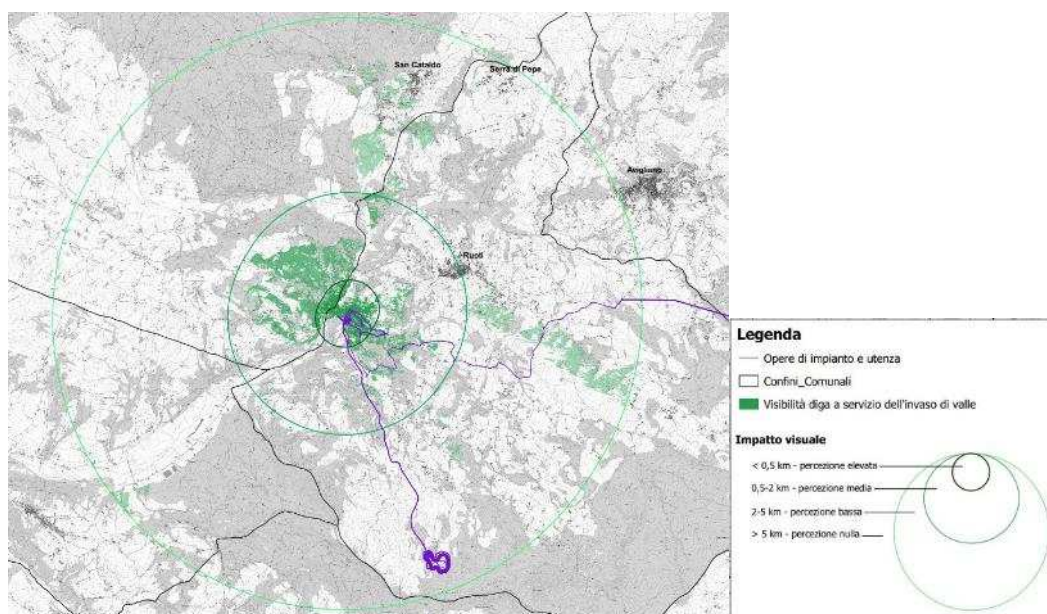 San Cataldo
Serra di Pepe
Avigliano
Ruoti
Legenda
Opere di impianto e utenza
Confini_Comunali
Visibilità diga a servizio dell'invaso di valle
Impatto visuale
< 0,5 km - percezione elevata
0,5-2 km - percezione media
2-5 km - percezione bassa
> 5 km - percezione nulla